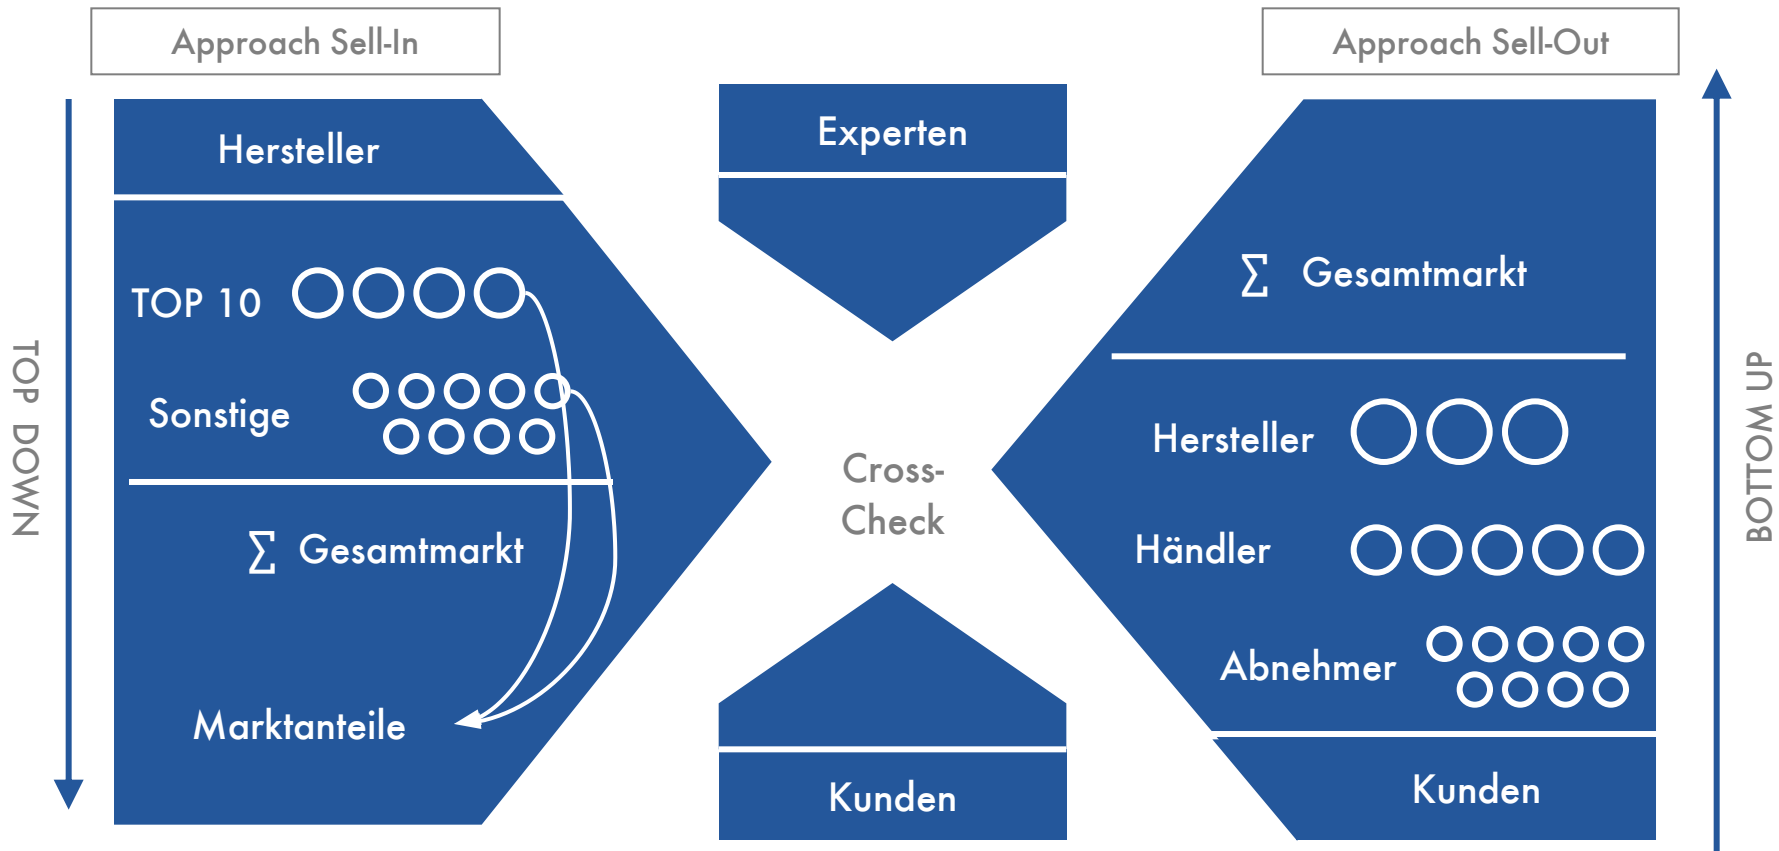 Approach Sell-In
Approach Sell-Out
TOP DOWN
Hersteller
TOP 10
Sonstige
∑ Gesamtmarkt
Marktanteile
Experten
Cross-
Check
Kunden
∑ Gesamtmarkt
Hersteller
Händler
Abnehmer
Kunden
BOTTOM UP